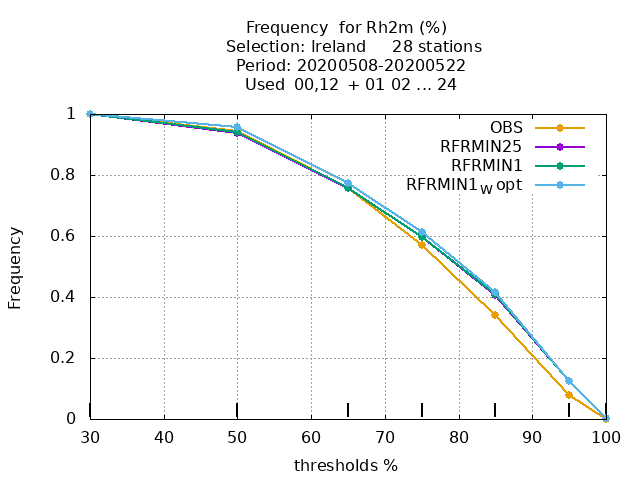 Frequency for Rh2m (%)
Selection: Ireland 28 stations
Period: 20200508-20200522
Used 00,12 + 01 02 ... 24
OBS
RFRMIN25
RFRMIN1
RFRMIN1w opt
Frequency
1
0.8
0.6
0.4
0.2
0
30 40 50 60 70 80 90 100
thresholds %